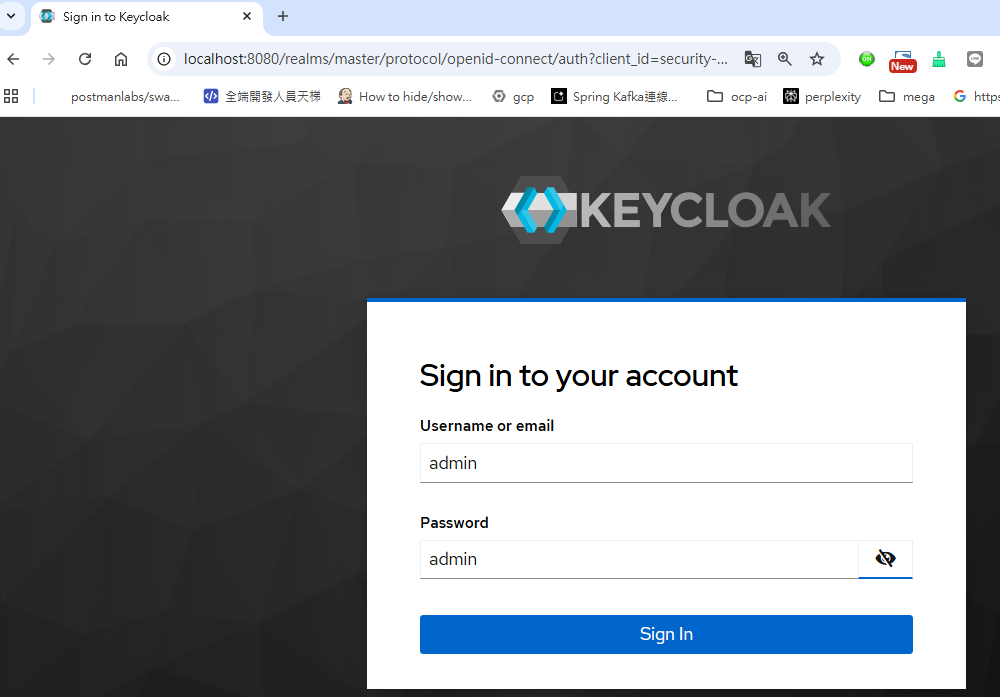 Sign in to Keycloak
localhost:8080/realms/master/protocol/openid-connect/auth?client_id=security-...
ON
New
postmanlabs/swa...
全端開發人員天梯
How to hide/show...
gcp
Spring Kafka連線...
ocp-ai
perplexity
mega
https
KEYCLOAK
Sign in to your account
Username or email
admin
Password
admin
Sign In